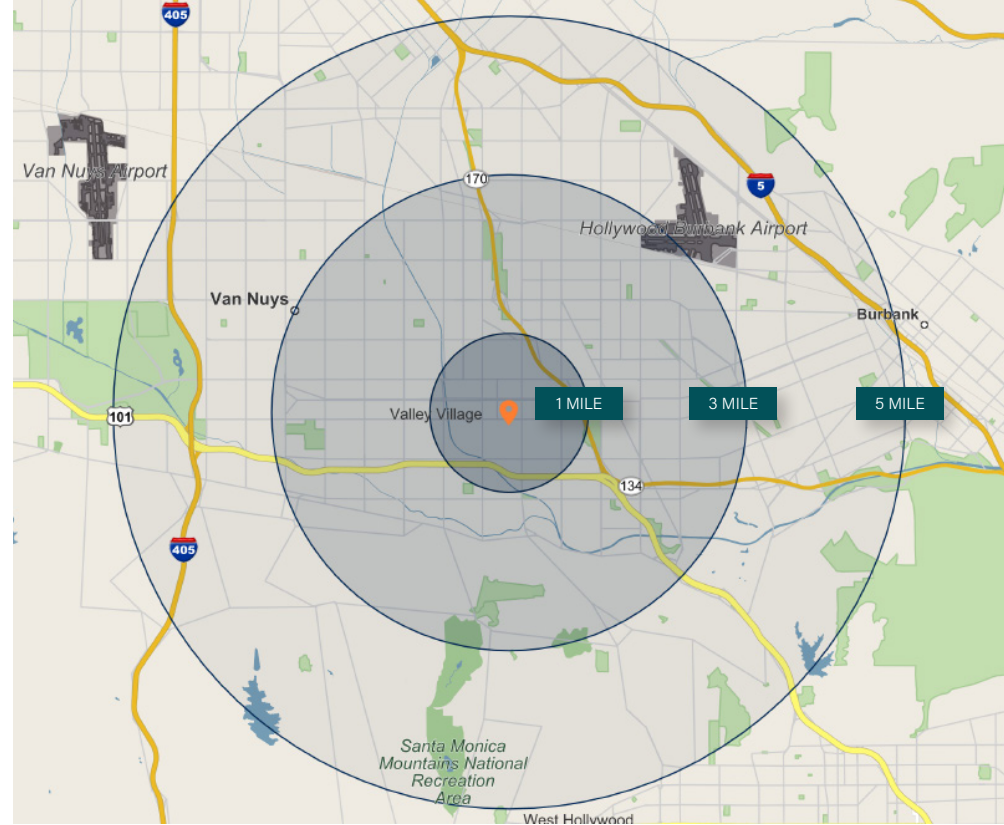 405
Van Nuys Airport
170
5
Hollywood Burbank Airport
Van Nuys
Burbank
1 MILE
3 MILE
5 MILE
101
Valley Village
134
405
Santa Monica
Mountains National
Recreation
Area
West Hollywood
1